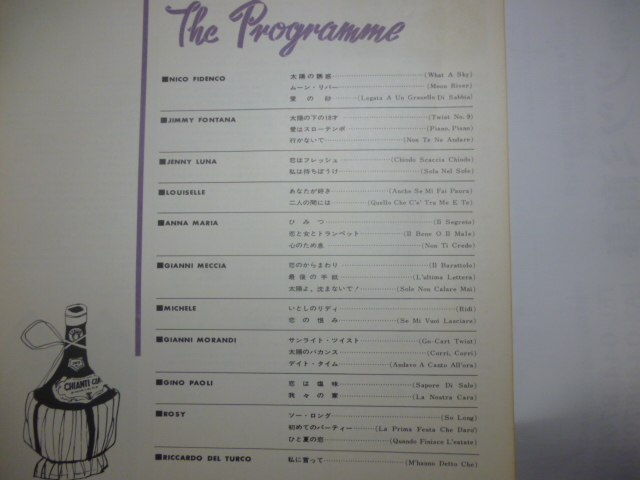 The Programme
■NICO FIDENCO 太陽の誘惑 (What A Sky)
ムーン・リバー (Moon River)
愛の砂 (Legata A Un Granello Di Sabbia)
■JIMMY FONTANA 太陽の下の18才 (Twist No. 9)
愛はスローテンポ (Piano, Piano)
行かないで (Non Te Ne Andare)
■JENNY LUNA 恋はフレッシュ (Chiodo Scaccia Chiodo)
私は待ちぼうけ (Sola Nel Sole)
■LOUISELLE あなたが好き (Anche Se Mi Fai Paura)
二人の間には (Quello Che C'e' Tra Me E Te)
■ANNA MARIA ひみつ (Il Segreto)
恋と女とトランペット (Il Bene O Il Male)
心のため息 (Non Ti Credo)
■GIANNI MECCIA 恋のからまわり (Il Barattolo)
最後の手紙 (L'ultima Lettera)
太陽よ、沈まないで! (Sole Non Calare Mai)
■MICHELE いとしのリディ (Ridi)
恋の恨み (Se Mi Vuoi Lasciare)
■GIANNI MORANDI サンライト・ツイスト (Go-Cart Twist)
太陽のバカンス (Corri, Corri)
デイト・タイム (Andavo A Cento All'ora)
■GINO PAOLI 恋は塩味 (Sapore Di Sale)
我々の家 (La Nostra Casa)
■ROSY ソー・ロング (So Long)
初めてのパーティー (La Prima Festa Che Daro')
ひと夏の恋 (Quando Finisce L'estate)
■RICCARDO DEL TURCO 私に言って (M'hanno Detto Che)
CHIANTI